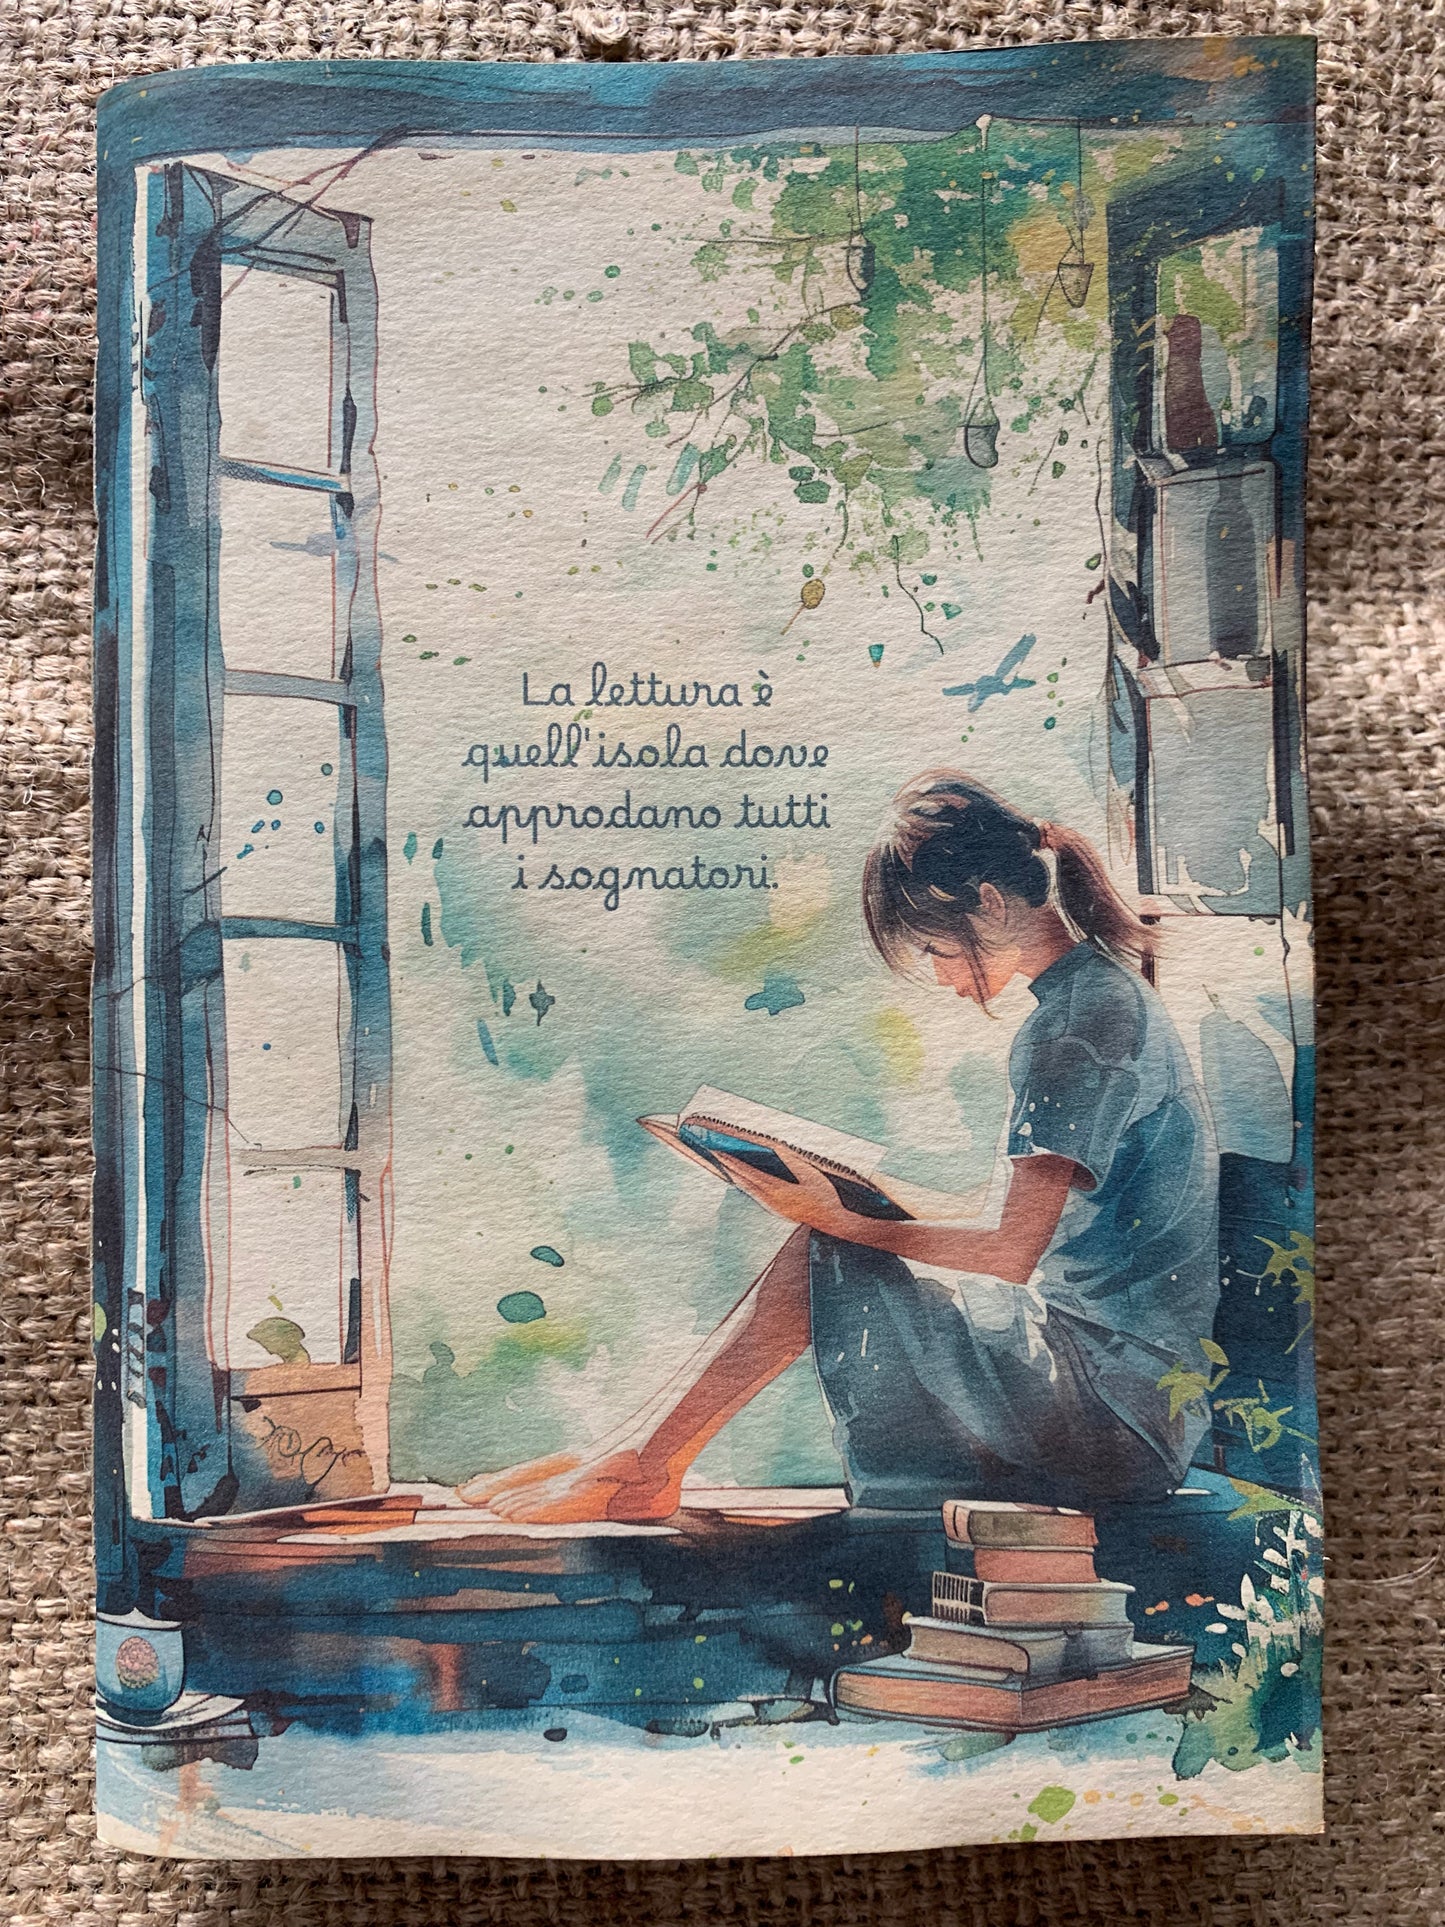 La lettura è
quell'isola dove
approdano tutti
i sognatori.